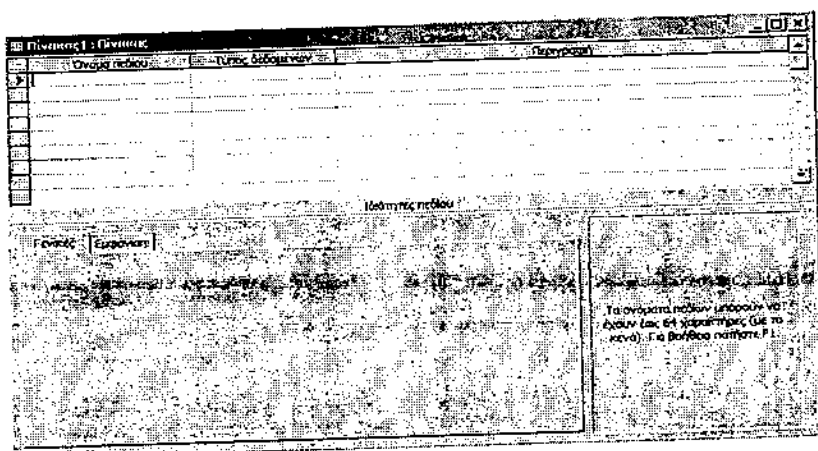 Πίνακας1 : Πίνακας
Όνομα πεδίου Τύπος δεδομένων Περιγραφή
Ιδιότητες πεδίου
Γενικές Εμφάνιση
Τα ονόματα πεδίων μπορούν να
έχουν έως 64 χαρακτήρες (με τα
κενά). Για βοήθεια πατήστε F1.